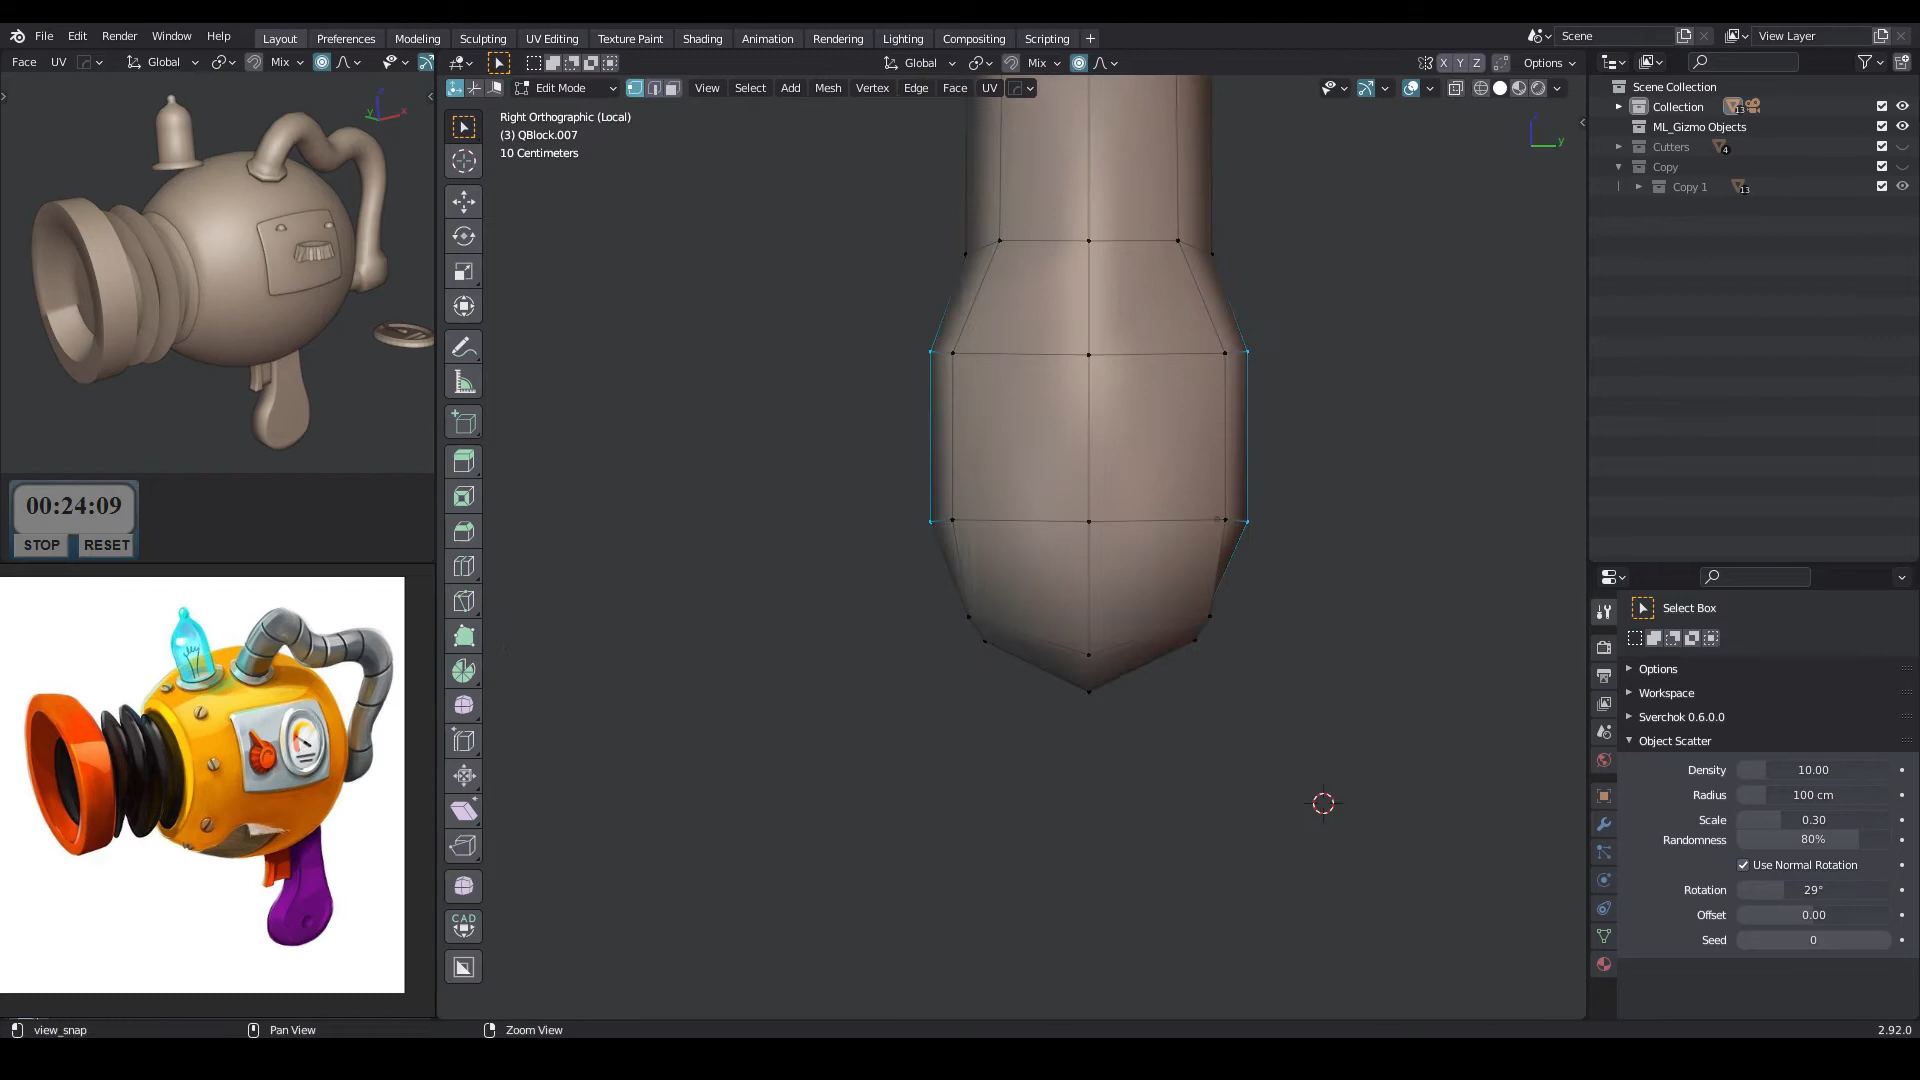 File Edit Render Window Help
Layout Preferences Modeling Sculpting UV Editing Texture Paint Shading Animation Rendering Lighting Compositing Scripting +
Scene
View Layer
Face UV Global Mix
Global Mix X Y Z Options
Edit Mode View Select Add Mesh Vertex Edge Face UV
Right Orthographic (Local)
(3) QBlock.007
10 Centimeters
Scene Collection
Collection 13
ML_Gizmo Objects
Cutters 4
Copy
Copy 1 13
00:24:09
STOP RESET
CAD
Select Box
Options
Workspace
Sverchok 0.6.0.0
Object Scatter
Density 10.00
Radius 100 cm
Scale 0.30
Randomness 80%
Use Normal Rotation
Rotation 29°
Offset 0.00
Seed 0
view_snap Pan View Zoom View 2.92.0